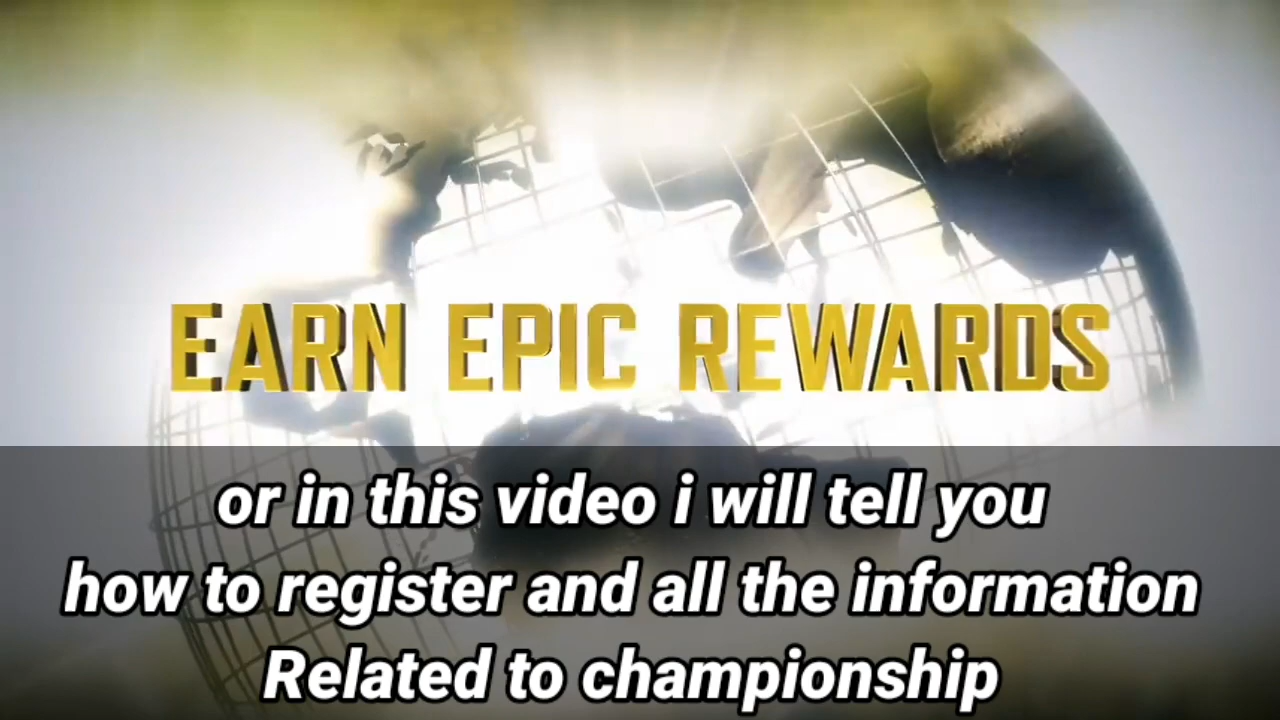 EARN EPIC REWARDS
or in this video i will tell you
how to register and all the information
Related to championship